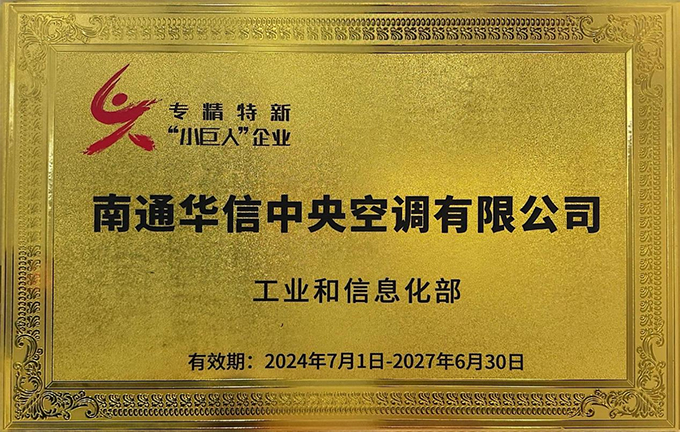 专精特新
“小巨人”企业
南通华信中央空调有限公司
工业和信息化部
有效期：2024年7月1日-2027年6月30日